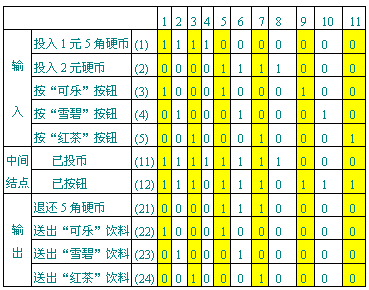 1 2 3 4 5 6 7 8 9 10 11
输入
投入1元5角硬币 (1) 1 1 1 1 0 0 0 0 0 0 0
投入2元硬币 (2) 0 0 0 0 1 1 1 1 0 0 0
按“可乐”按钮 (3) 1 0 0 0 1 0 0 0 1 0 0
按“雪碧”按钮 (4) 0 1 0 0 0 1 0 0 0 1 0
按“红茶”按钮 (5) 0 0 1 0 0 0 1 0 0 0 1
中间
结点
已投币 (11) 1 1 1 1 1 1 1 1 0 0 0
已按钮 (12) 1 1 1 0 1 1 1 0 1 1 1
输出
退还5角硬币 (21) 0 0 0 0 1 1 1 0 0 0 0
送出“可乐”饮料 (22) 1 0 0 0 1 0 0 0 0 0 0
送出“雪碧”饮料 (23) 0 1 0 0 0 1 0 0 0 0 0
送出“红茶”饮料 (24) 0 0 1 0 0 0 1 0 0 0 0